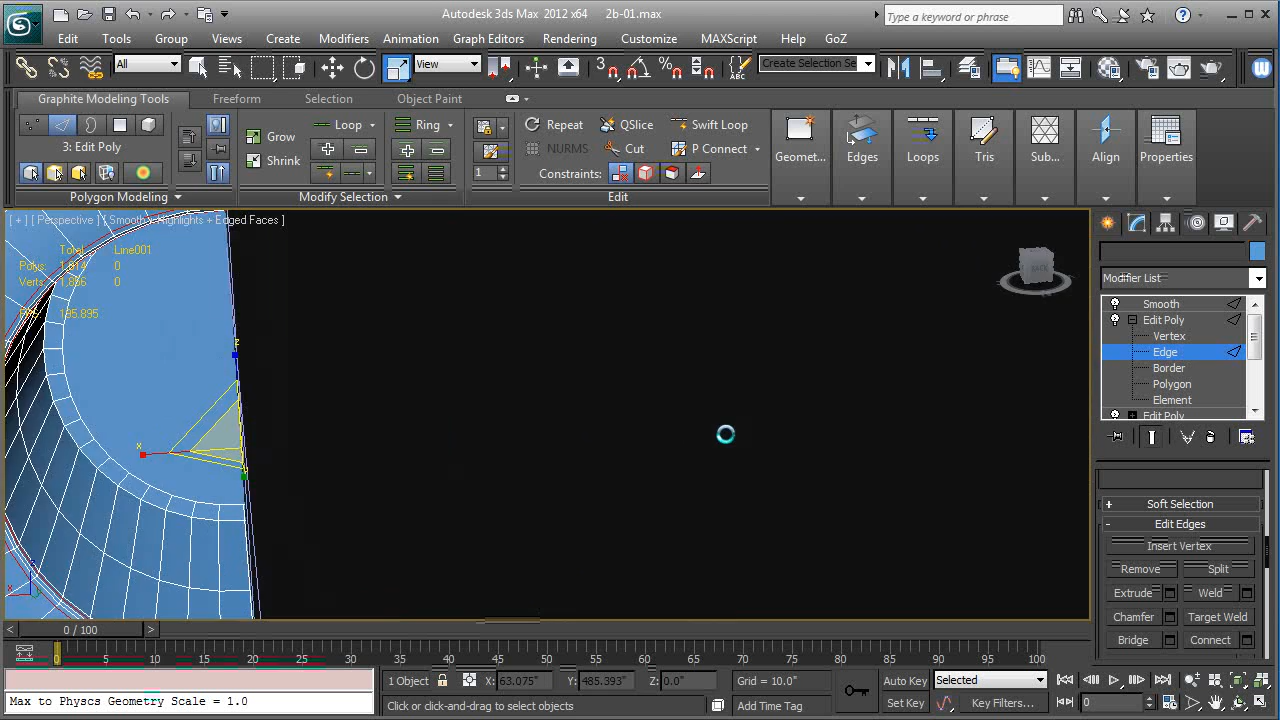 Autodesk 3ds Max 2012 x64 2b-01.max
Type a keyword or phrase
Edit Tools Group Views Create Modifiers Animation Graph Editors Rendering Customize MAXScript Help GoZ
All View 3 Create Selection Se
Graphite Modeling Tools Freeform Selection Object Paint
Grow Loop Ring Repeat QSlice Swift Loop
3: Edit Poly Shrink NURMS Cut P Connect
1 Constraints:
Geomet... Edges Loops Tris Sub... Align Properties
Polygon Modeling Modify Selection Edit
[ + ] [ Perspective ] [ Smooth + Highlights + Edged Faces ]
Total Line001
Polys: 0
Verts: 0
BACK
x
Modifier List
Smooth
Edit Poly
Vertex
Edge
Border
Polygon
Element
Edit Poly
+ Soft Selection
- Edit Edges
Insert Vertex
Remove Split
Extrude Weld
Chamfer Target Weld
Bridge Connect
< 0 / 100 >
0 5 10 15 20 25 30 35 40 45 50 55 60 65 70 75 80 85 90 95 100
1 Object X: 63.075" Y: 485.393" Z: 0.0" Grid = 10.0" Auto Key Selected
Max to Physcs Geometry Scale = 1.0 Click or click-and-drag to select objects Add Time Tag Set Key Key Filters... 0